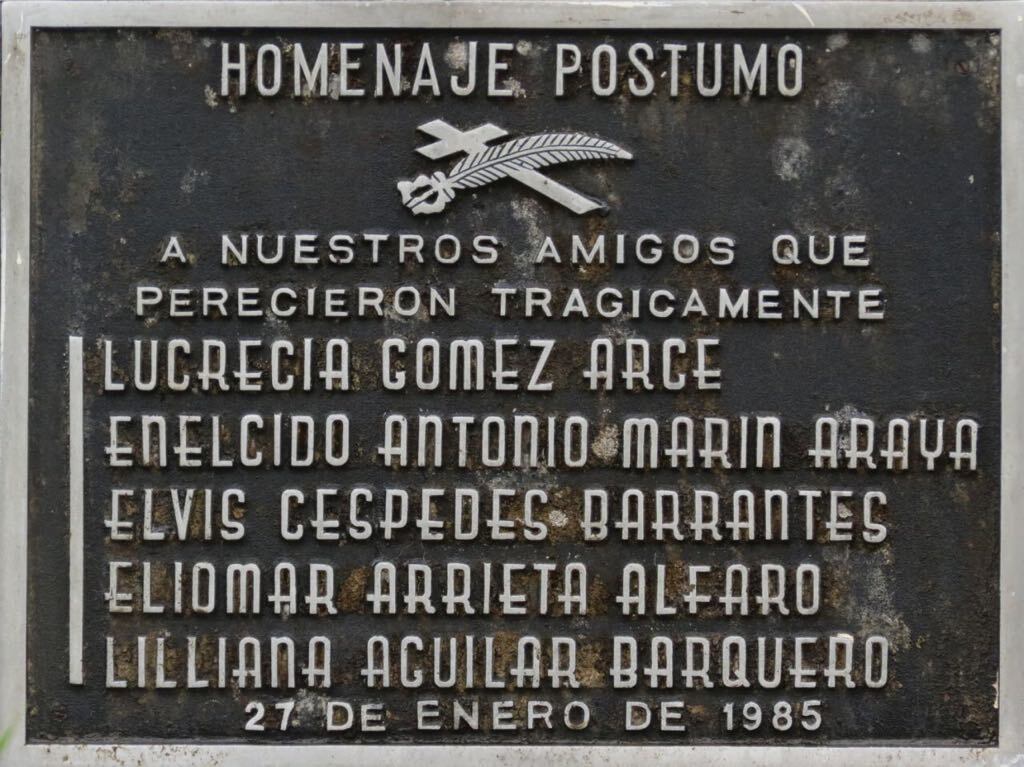 HOMENAJE POSTUMO
A NUESTROS AMIGOS QUE
PERECIERON TRAGICAMENTE
LUCRECIA GOMEZ ARCE
ENELCIDO ANTONIO MARIN ARAYA
ELVIS CESPEDES BARRANTES
ELIOMAR ARRIETA ALFARO
LILLIANA AGUILAR BARQUERO
27 DE ENERO DE 1985